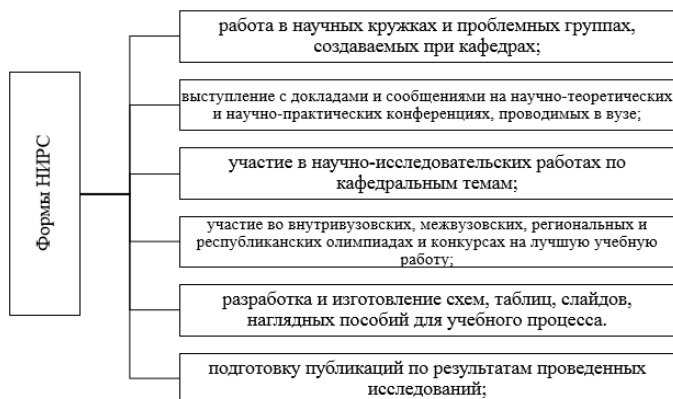 Формы НИРС
работа в научных кружках и проблемных группах,
создаваемых при кафедрах;
выступление с докладами и сообщениями на научно-теоретических
и научно-практических конференциях, проводимых в вузе;
участие в научно-исследовательских работах по
кафедральным темам;
участие во внутривузовских, межвузовских, региональных и
республиканских олимпиадах и конкурсах на лучшую учебную
работу;
разработка и изготовление схем, таблиц, слайдов,
наглядных пособий для учебного процесса.
подготовку публикаций по результатам проведенных
исследований;